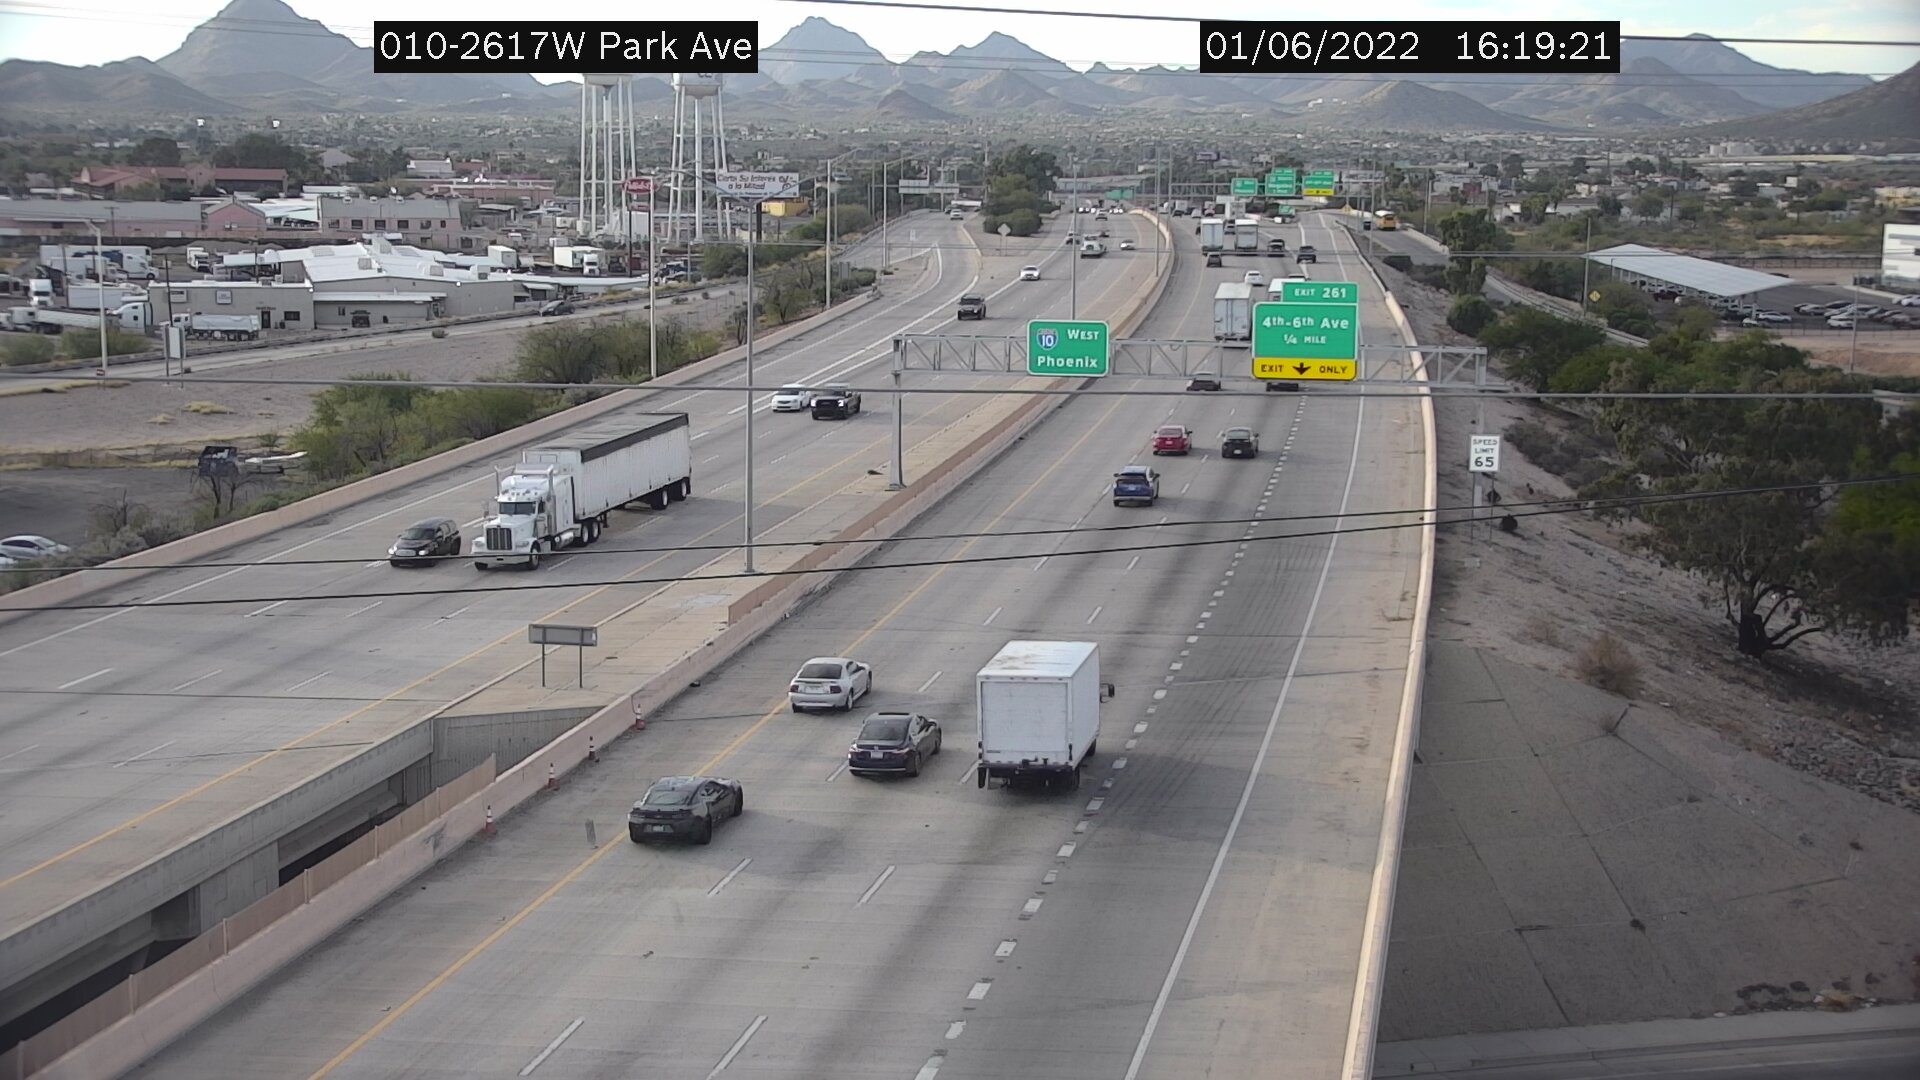 010-2617W Park Ave
01/06/2022 16:19:21
EXIT 261
4th-6th Ave
1/4 MILE
EXIT ONLY
10 WEST
Phoenix
SPEED
LIMIT
65